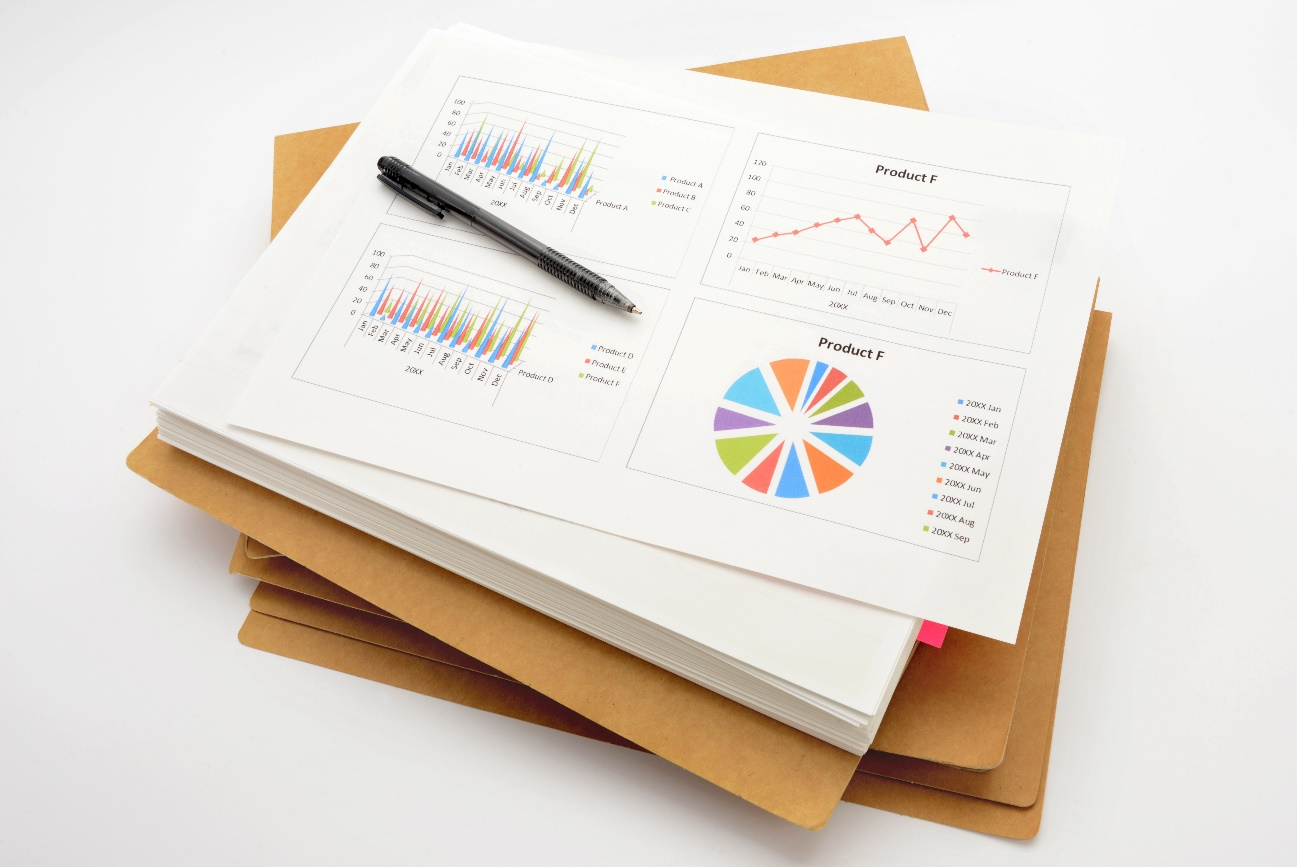 100
80
60
40
20
0
Jan
Feb
Mar
Apr
May
Jun
Jul
Aug
Sep
Oct
Nov
Dec
20XX
Product A
Product A
Product B
Product C
Product F
120
100
80
60
40
20
0
Jan Feb Mar Apr May Jun Jul Aug Sep Oct Nov Dec
20XX
Product F
100
80
60
40
20
0
Jan
Feb
Mar
Apr
May
Jun
Jul
Aug
Sep
Oct
Nov
Dec
20XX
Product D
Product D
Product E
Product F
Product F
20XX Jan
20XX Feb
20XX Mar
20XX Apr
20XX May
20XX Jun
20XX Jul
20XX Aug
20XX Sep